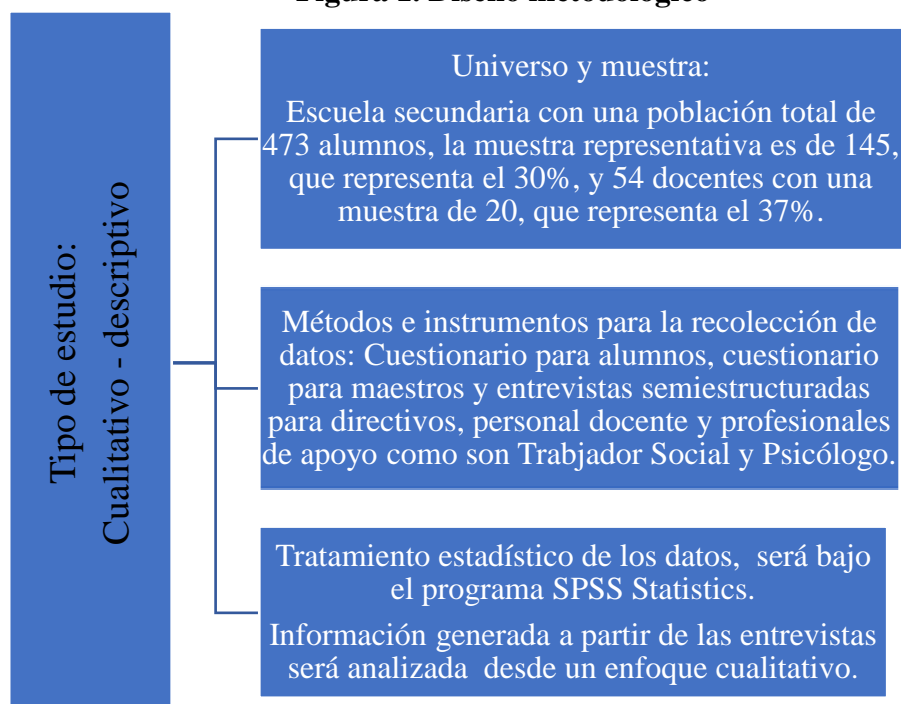 Figura 1. Diseño metodológico
Tipo de estudio:
Cualitativo - descriptivo
Universo y muestra:
Escuela secundaria con una población total de
473 alumnos, la muestra representativa es de 145,
que representa el 30%, y 54 docentes con una
muestra de 20, que representa el 37%.
Métodos e instrumentos para la recolección de
datos: Cuestionario para alumnos, cuestionario
para maestros y entrevistas semiestructuradas
para directivos, personal docente y profesionales
de apoyo como son Trabjador Social y Psicólogo.
Tratamiento estadístico de los datos, será bajo
el programa SPSS Statistics.
Información generada a partir de las entrevistas
será analizada desde un enfoque cualitativo.